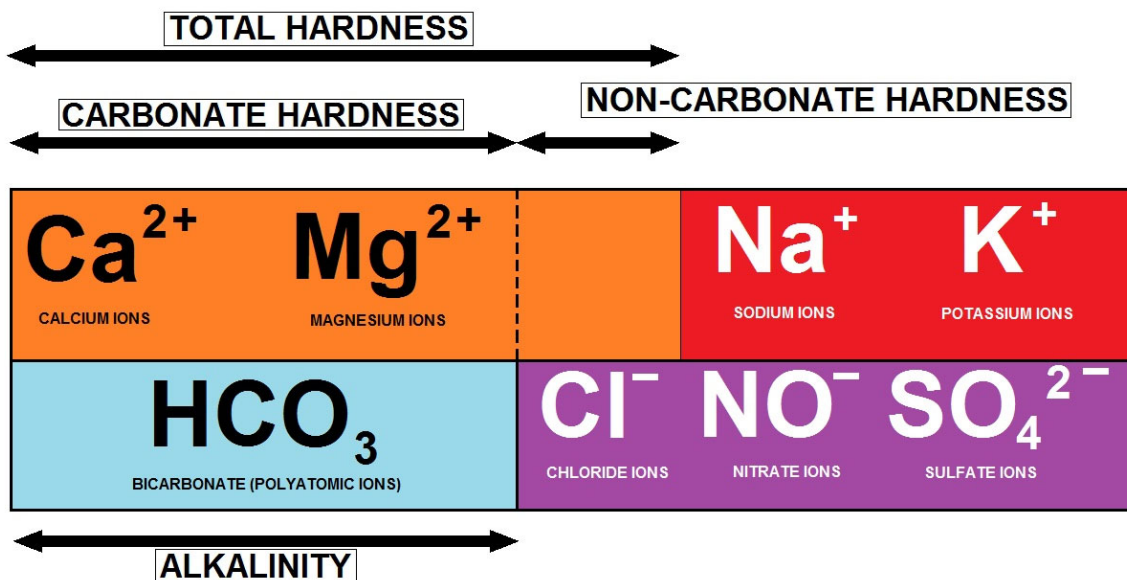 TOTAL HARDNESS
CARBONATE HARDNESS
NON-CARBONATE HARDNESS
Ca²⁺ Mg²⁺ Na⁺ K⁺
CALCIUM IONS MAGNESIUM IONS SODIUM IONS POTASSIUM IONS
HCO₃ Cl⁻ NO⁻ SO₄²⁻
BICARBONATE (POLYATOMIC IONS) CHLORIDE IONS NITRATE IONS SULFATE IONS
ALKALINITY